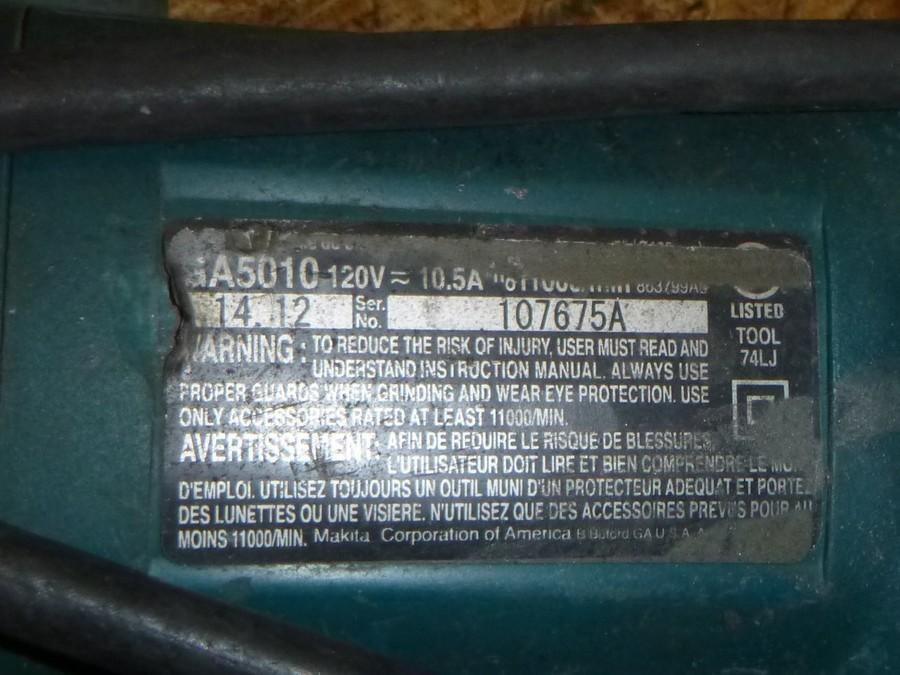 GA5010 120V 10.5A
14.12 Ser. No. 107675A
WARNING: TO REDUCE THE RISK OF INJURY, USER MUST READ AND
UNDERSTAND INSTRUCTION MANUAL. ALWAYS USE
PROPER GUARDS WHEN GRINDING AND WEAR EYE PROTECTION. USE
ONLY ACCESSORIES RATED AT LEAST 11000/MIN.
AVERTISSEMENT: AFIN DE REDUIRE LE RISQUE DE BLESSURES,
L'UTILISATEUR DOIT LIRE ET BIEN COMPRENDRE LE
D'EMPLOI. UTILISEZ TOUJOURS UN OUTIL MUNI D'UN PROTECTEUR ADEQUAT ET PORTEZ
DES LUNETTES OU UNE VISIERE. N'UTILISEZ QUE DES ACCESSOIRES PREVUS POUR AU
MOINS 11000/MIN. Makita Corporation of America Buford GA U.S.A.
LISTED
TOOL
74LJ